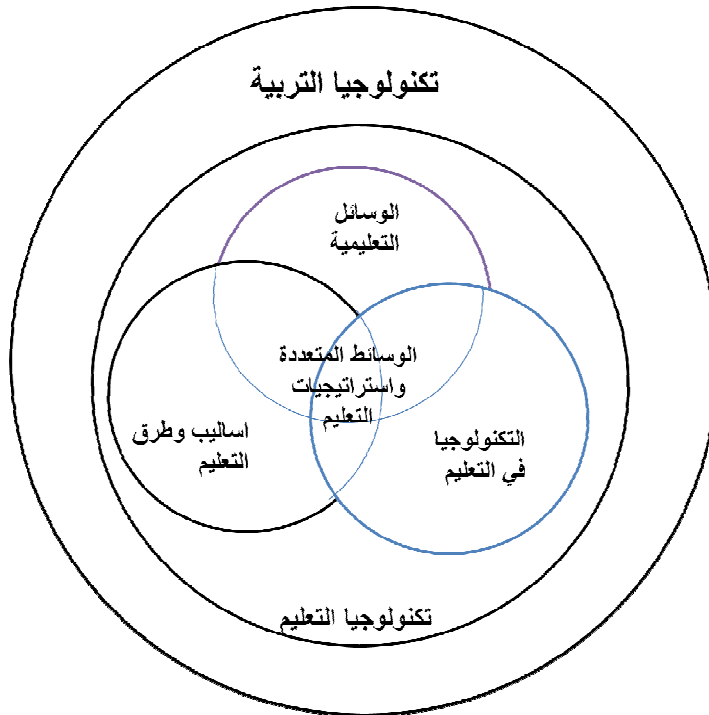 تكنولوجيا التربية
الوسائل
التعليمية
الوسائط المتعددة
واستراتيجيات
التعليم
اساليب وطرق
التعليم
التكنولوجيا
في التعليم
تكنولوجيا التعليم